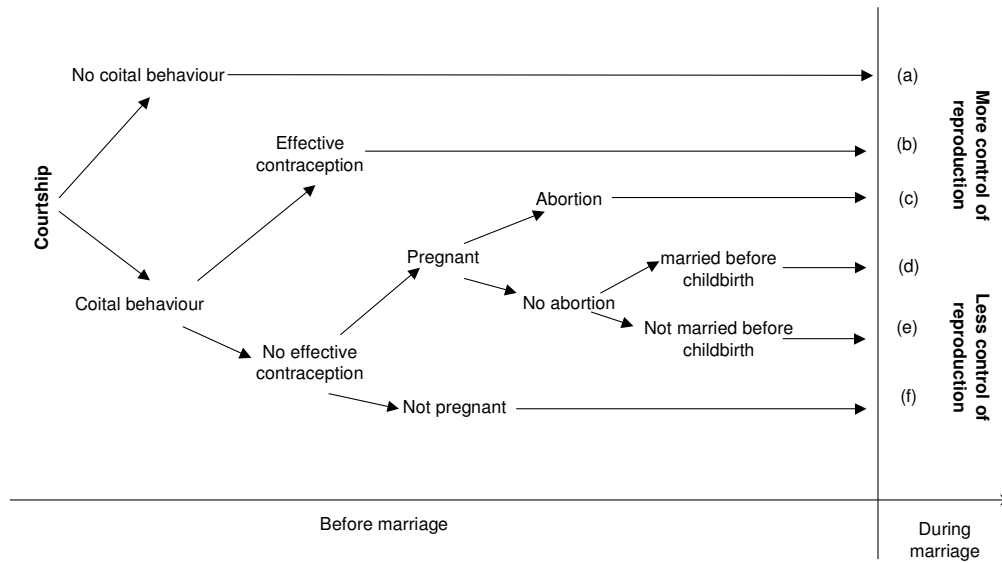 No coital behaviour
(a)
More control of
reproduction
Effective
contraception
(b)
Courtship
Abortion
(c)
Pregnant
married before
childbirth
(d)
Coital behaviour
No abortion
Not married before
childbirth
(e)
Less control of
reproduction
No effective
contraception
Not pregnant
(f)
Before marriage
During
marriage